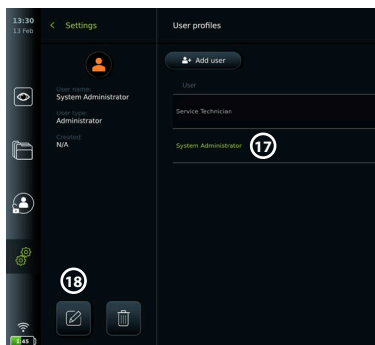 13:30
13 Feb
Settings
User profiles
Add user
User name:
System Administrator
User type:
Administrator
Created:
N/A
User
Service Technician
System Administrator
17
18
1:45